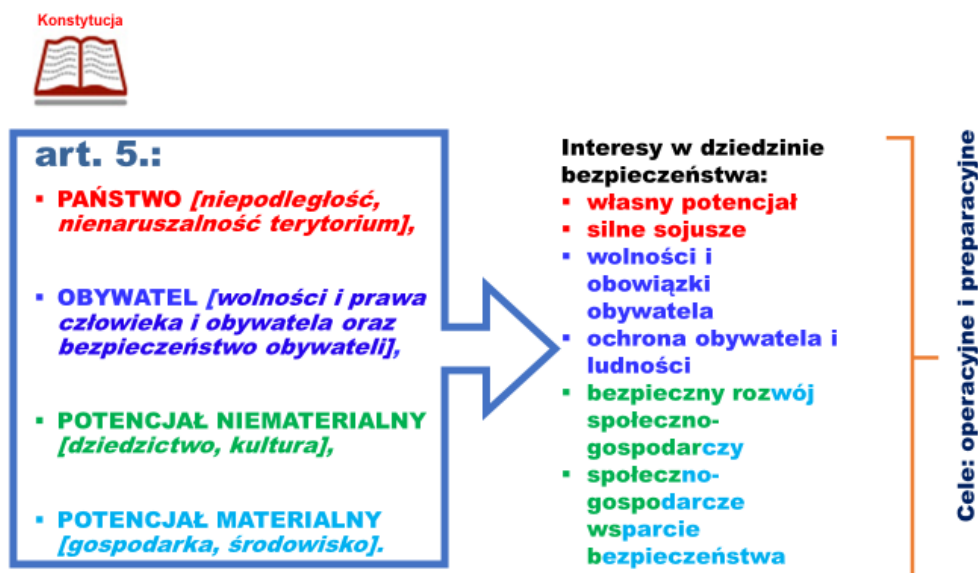 Konstytucja
art. 5.:
▪ PAŃSTWO [niepodległość,
nienaruszalność terytorium],
▪ OBYWATEL [wolności i prawa
człowieka i obywatela oraz
bezpieczeństwo obywateli],
▪ POTENCJAŁ NIEMATERIALNY
[dziedzictwo, kultura],
▪ POTENCJAŁ MATERIALNY
[gospodarka, środowisko].
Interesy w dziedzinie
bezpieczeństwa:
▪ własny potencjał
▪ silne sojusze
▪ wolności i
obowiązki
obywatela
▪ ochrona obywatela i
ludności
▪ bezpieczny rozwój
społeczno-
gospodarczy
▪ społeczno-
gospodarcze
wsparcie
bezpieczeństwa
Cele: operacyjne i preparacyjne